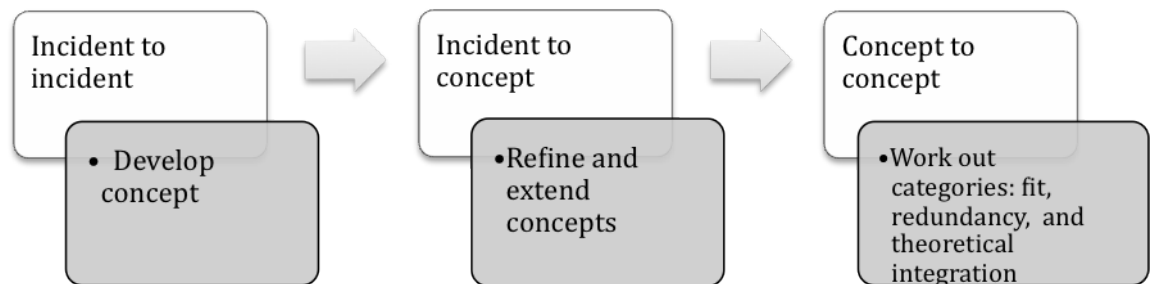 Incident to
incident
• Develop
concept
Incident to
concept
•Refine and
extend
concepts
Concept to
concept
•Work out
categories: fit,
redundancy, and
theoretical
integration